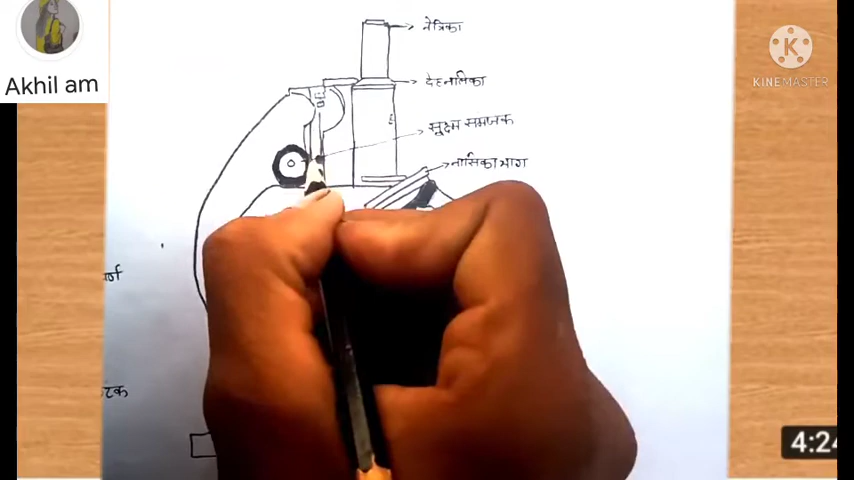 Akhil am
KINEMASTER
नेत्रिका
देहनलिका
सूक्ष्म समंजक
नासिका भाग
4:24